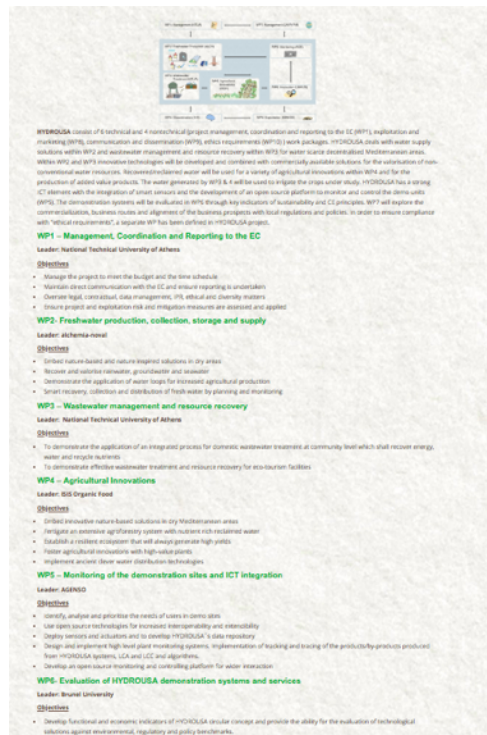 HYDROUSA consist of 6 technical and 4 nontechnical (project management, coordination and reporting to the EC (WP1), exploitation and
marketing (WP8), communication and dissemination (WP9), ethics requirements (WP10) ) work packages. HYDROUSA deals with water supply
solutions within WP2 and wastewater management and resource recovery within WP3 for water scarce decentralised Mediterranean areas.
Within WP2 and WP3 innovative technologies will be developed and combined with commercially available solutions for the valorisation of non-
conventional water resources. Recovered/reclaimed water will be used for a variety of agricultural innovations within WP4 and for the
production of added value products. The water generated by WP3 & 4 will be used to irrigate the crops under study. HYDROUSA has a strong
ICT element with the integration of smart sensors and the development of an open source platform to monitor and control the demo units
(WP5). The demonstration systems will be evaluated in WP6 through key indicators of sustainability and CE principles. WP7 will explore the
commercialization, business routes and alignment of the business prospects with local regulations and policies. In order to ensure compliance
with "ethical requirements", a separate WP has been defined in HYDROUSA project.
WP1 – Management, Coordination and Reporting to the EC
Leader: National Technical University of Athens
Objectives
• Manage the project to meet the budget and the time schedule
• Maintain direct communication with the EC and ensure reporting is undertaken
• Oversee legal, contractual, data management, IPR, ethical and diversity matters
• Ensure project and exploitation risk and mitigation measures are assessed and applied
WP2- Freshwater production, collection, storage and supply
Leader: alchemia-nova
Objectives
• Embed nature-based and nature inspired solutions in dry areas
• Recover and valorise rainwater, groundwater and seawater
• Demonstrate the application of water loops for increased agricultural production
• Smart recovery, collection and distribution of fresh water by planning and monitoring
WP3 – Wastewater management and resource recovery
Leader: National Technical University of Athens
Objectives
• To demonstrate the application of an integrated process for domestic wastewater treatment at community level which shall recover energy,
water and recycle nutrients
• To demonstrate effective wastewater treatment and resource recovery for eco-tourism facilities
WP4 – Agricultural Innovations
Leader: ISIS Organic Food
Objectives
• Embed innovative nature-based solutions in dry Mediterranean areas
• Fertigate an extensive agroforestry system with nutrient rich reclaimed water
• Establish a resilient ecosystem that will always generate high yields
• Foster agricultural innovations with high-value plants
• Implement ancient clever water distribution technologies
WP5 – Monitoring of the demonstration sites and ICT integration
Leader: AGENSO
Objectives
• Identify, analyse and prioritise the needs of users in demo sites
• Use open source technologies for increased interoperability and extensibility
• Deploy sensors and actuators and to develop HYDROUSA`s data repository
• Design and implement high level plant monitoring systems. Implementation of tracking and tracing of the products/by-products produced
from HYDROUSA systems, LCA and LCC and algorithms.
• Develop an open source monitoring and controlling platform for water interaction
WP6- Evaluation of HYDROUSA demonstration systems and services
Leader: Brunel University
Objectives
• Develop functional and economic indicators of HYDROUSA circular concept and provide the ability for the evaluation of technological
solutions against environmental, regulatory and policy benchmarks.